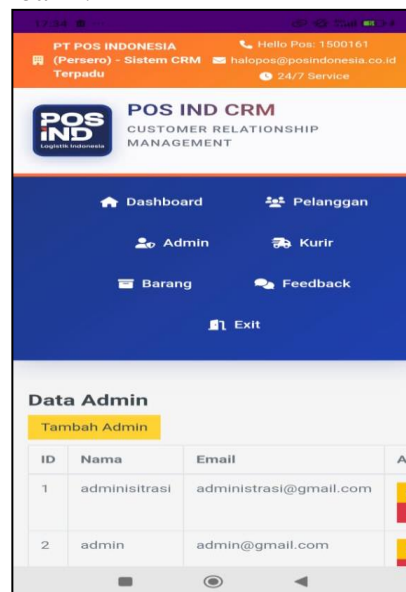 17:34
PT POS INDONESIA
(Persero) - Sistem CRM
Terpadu
Hello Pos: 1500161
halopos@posindonesia.co.id
24/7 Service
POS
IND
Logistik Indonesia
POS IND CRM
CUSTOMER RELATIONSHIP
MANAGEMENT
Dashboard
Pelanggan
Admin
Kurir
Barang
Feedback
Exit
Data Admin
Tambah Admin
ID Nama Email A
1 adminisitrasi administrasi@gmail.com
2 admin admin@gmail.com